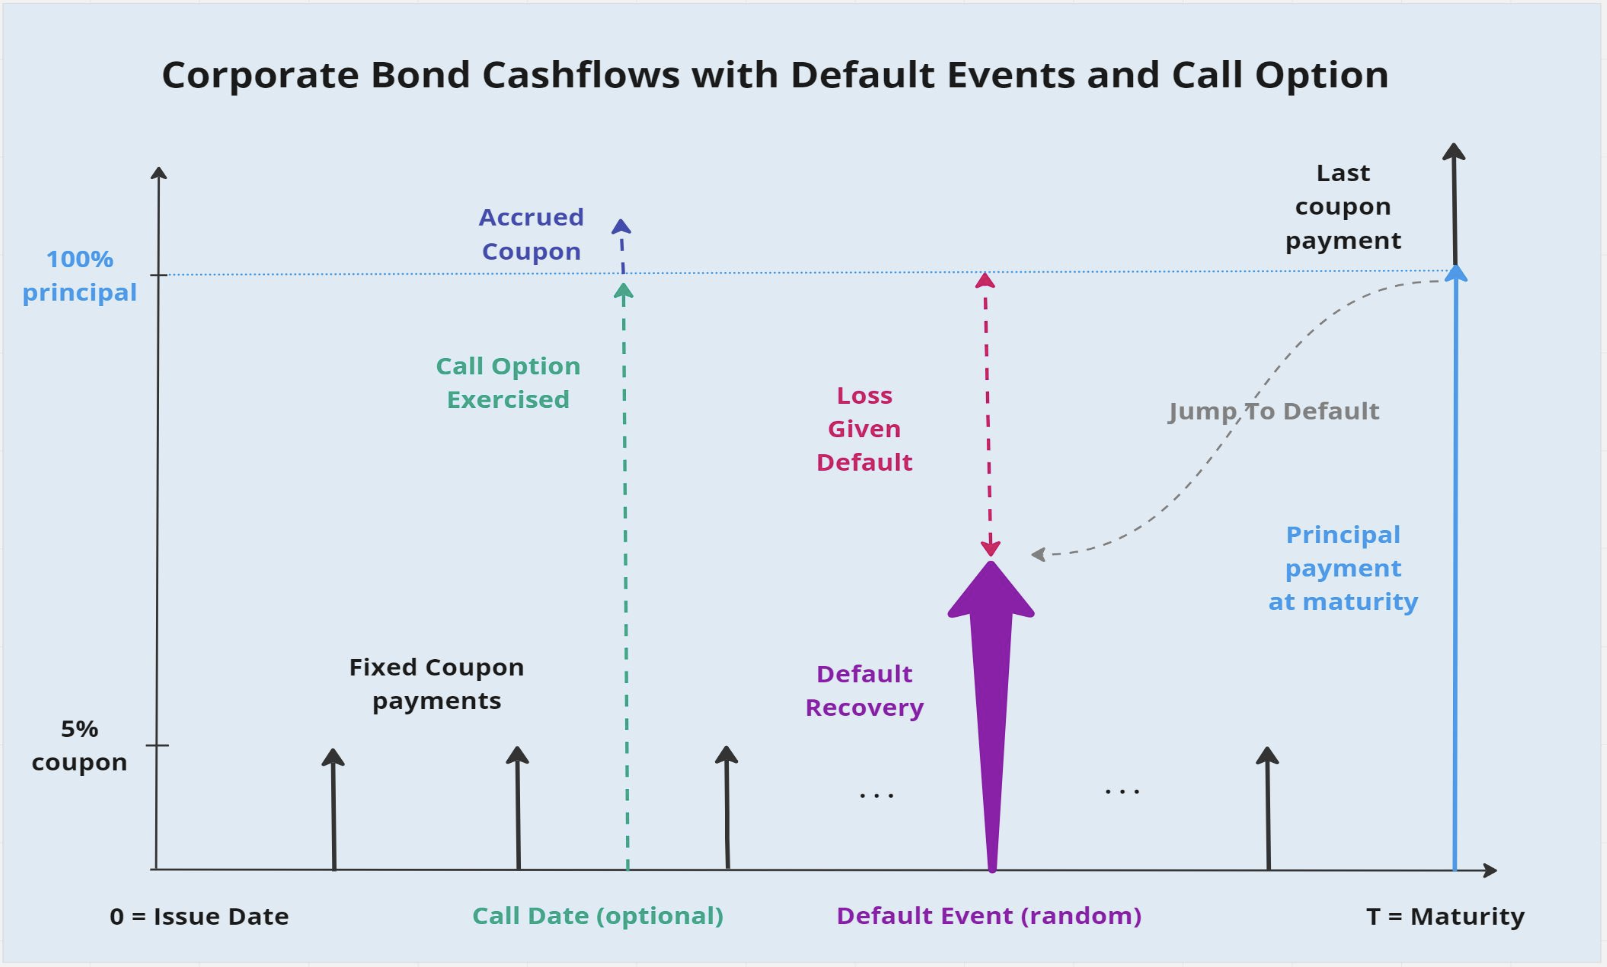 Corporate Bond Cashflows with Default Events and Call Option
Last
coupon
payment
Accrued
Coupon
100%
principal
Call Option
Exercised
Loss
Given
Default
Jump To Default
Principal
payment
at maturity
Fixed Coupon
payments
Default
Recovery
5%
coupon
...
...
0 = Issue Date
Call Date (optional)
Default Event (random)
T = Maturity